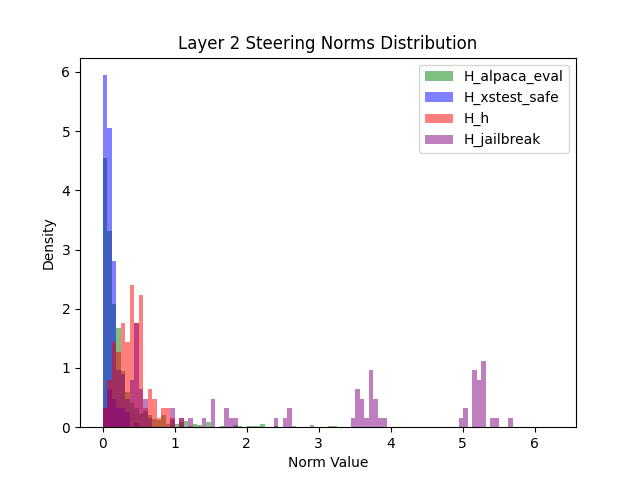 Layer 2 Steering Norms Distribution
H_alpaca_eval
H_xstest_safe
H_h
H_jailbreak
6
5
4
3
2
1
0
Density
0 1 2 3 4 5 6
Norm Value